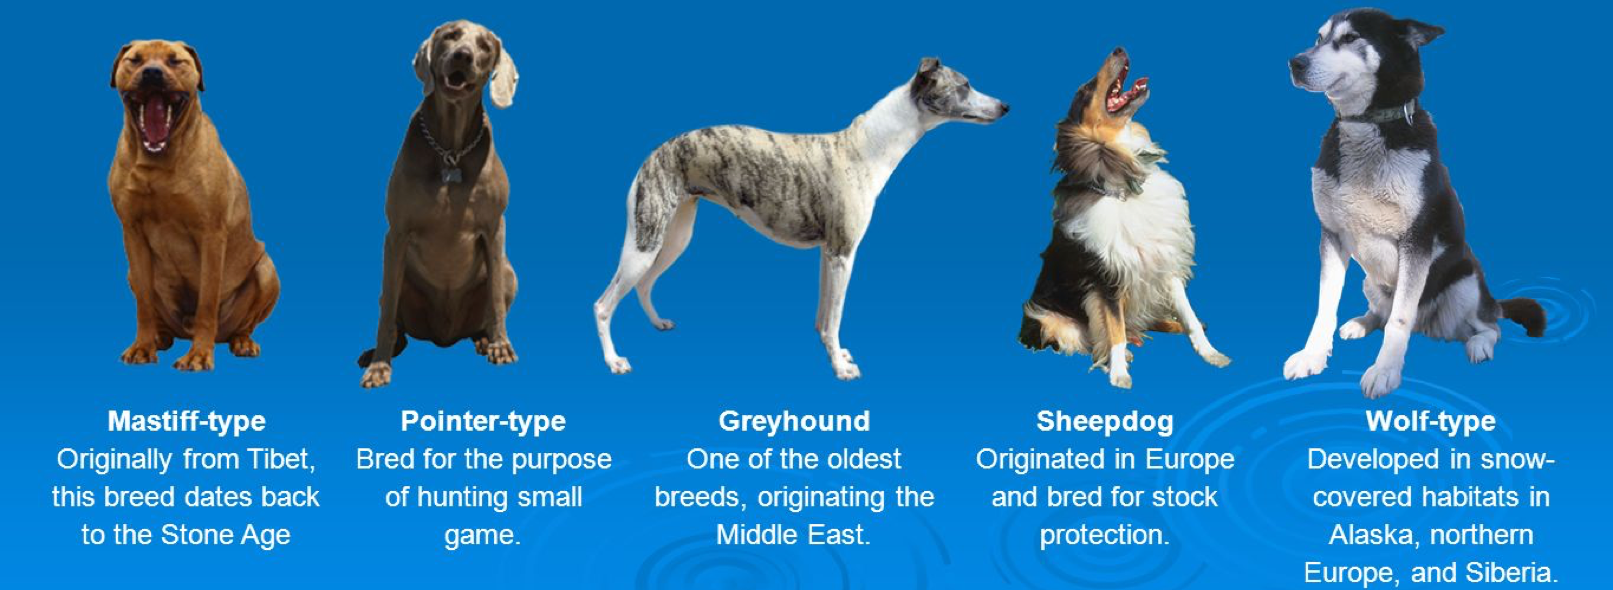 Mastiff-type
Originally from Tibet,
this breed dates back
to the Stone Age
Pointer-type
Bred for the purpose
of hunting small
game.
Greyhound
One of the oldest
breeds, originating the
Middle East.
Sheepdog
Originated in Europe
and bred for stock
protection.
Wolf-type
Developed in snow-
covered habitats in
Alaska, northern
Europe, and Siberia.